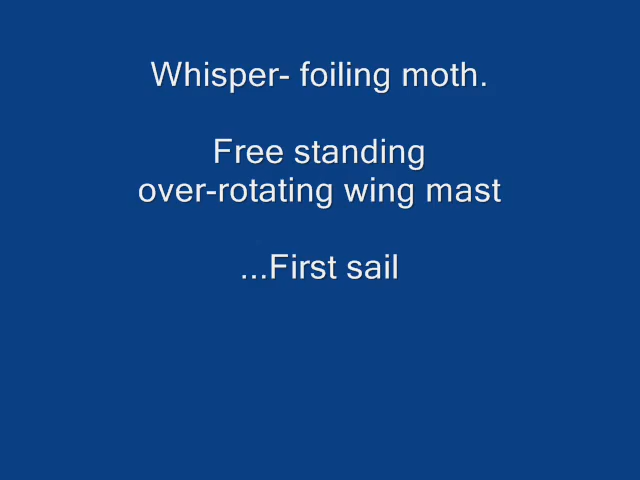 Whisper- foiling moth.
Free standing
over-rotating wing mast
...First sail